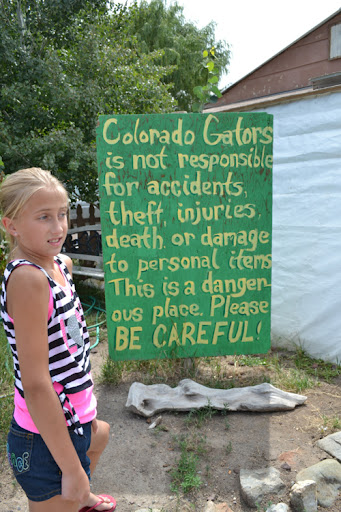 Colorado Gators
is not responsible
for accidents,
theft, injuries,
death, or damage
to personal items
This is a danger-
ous place. Please
BE CAREFUL!